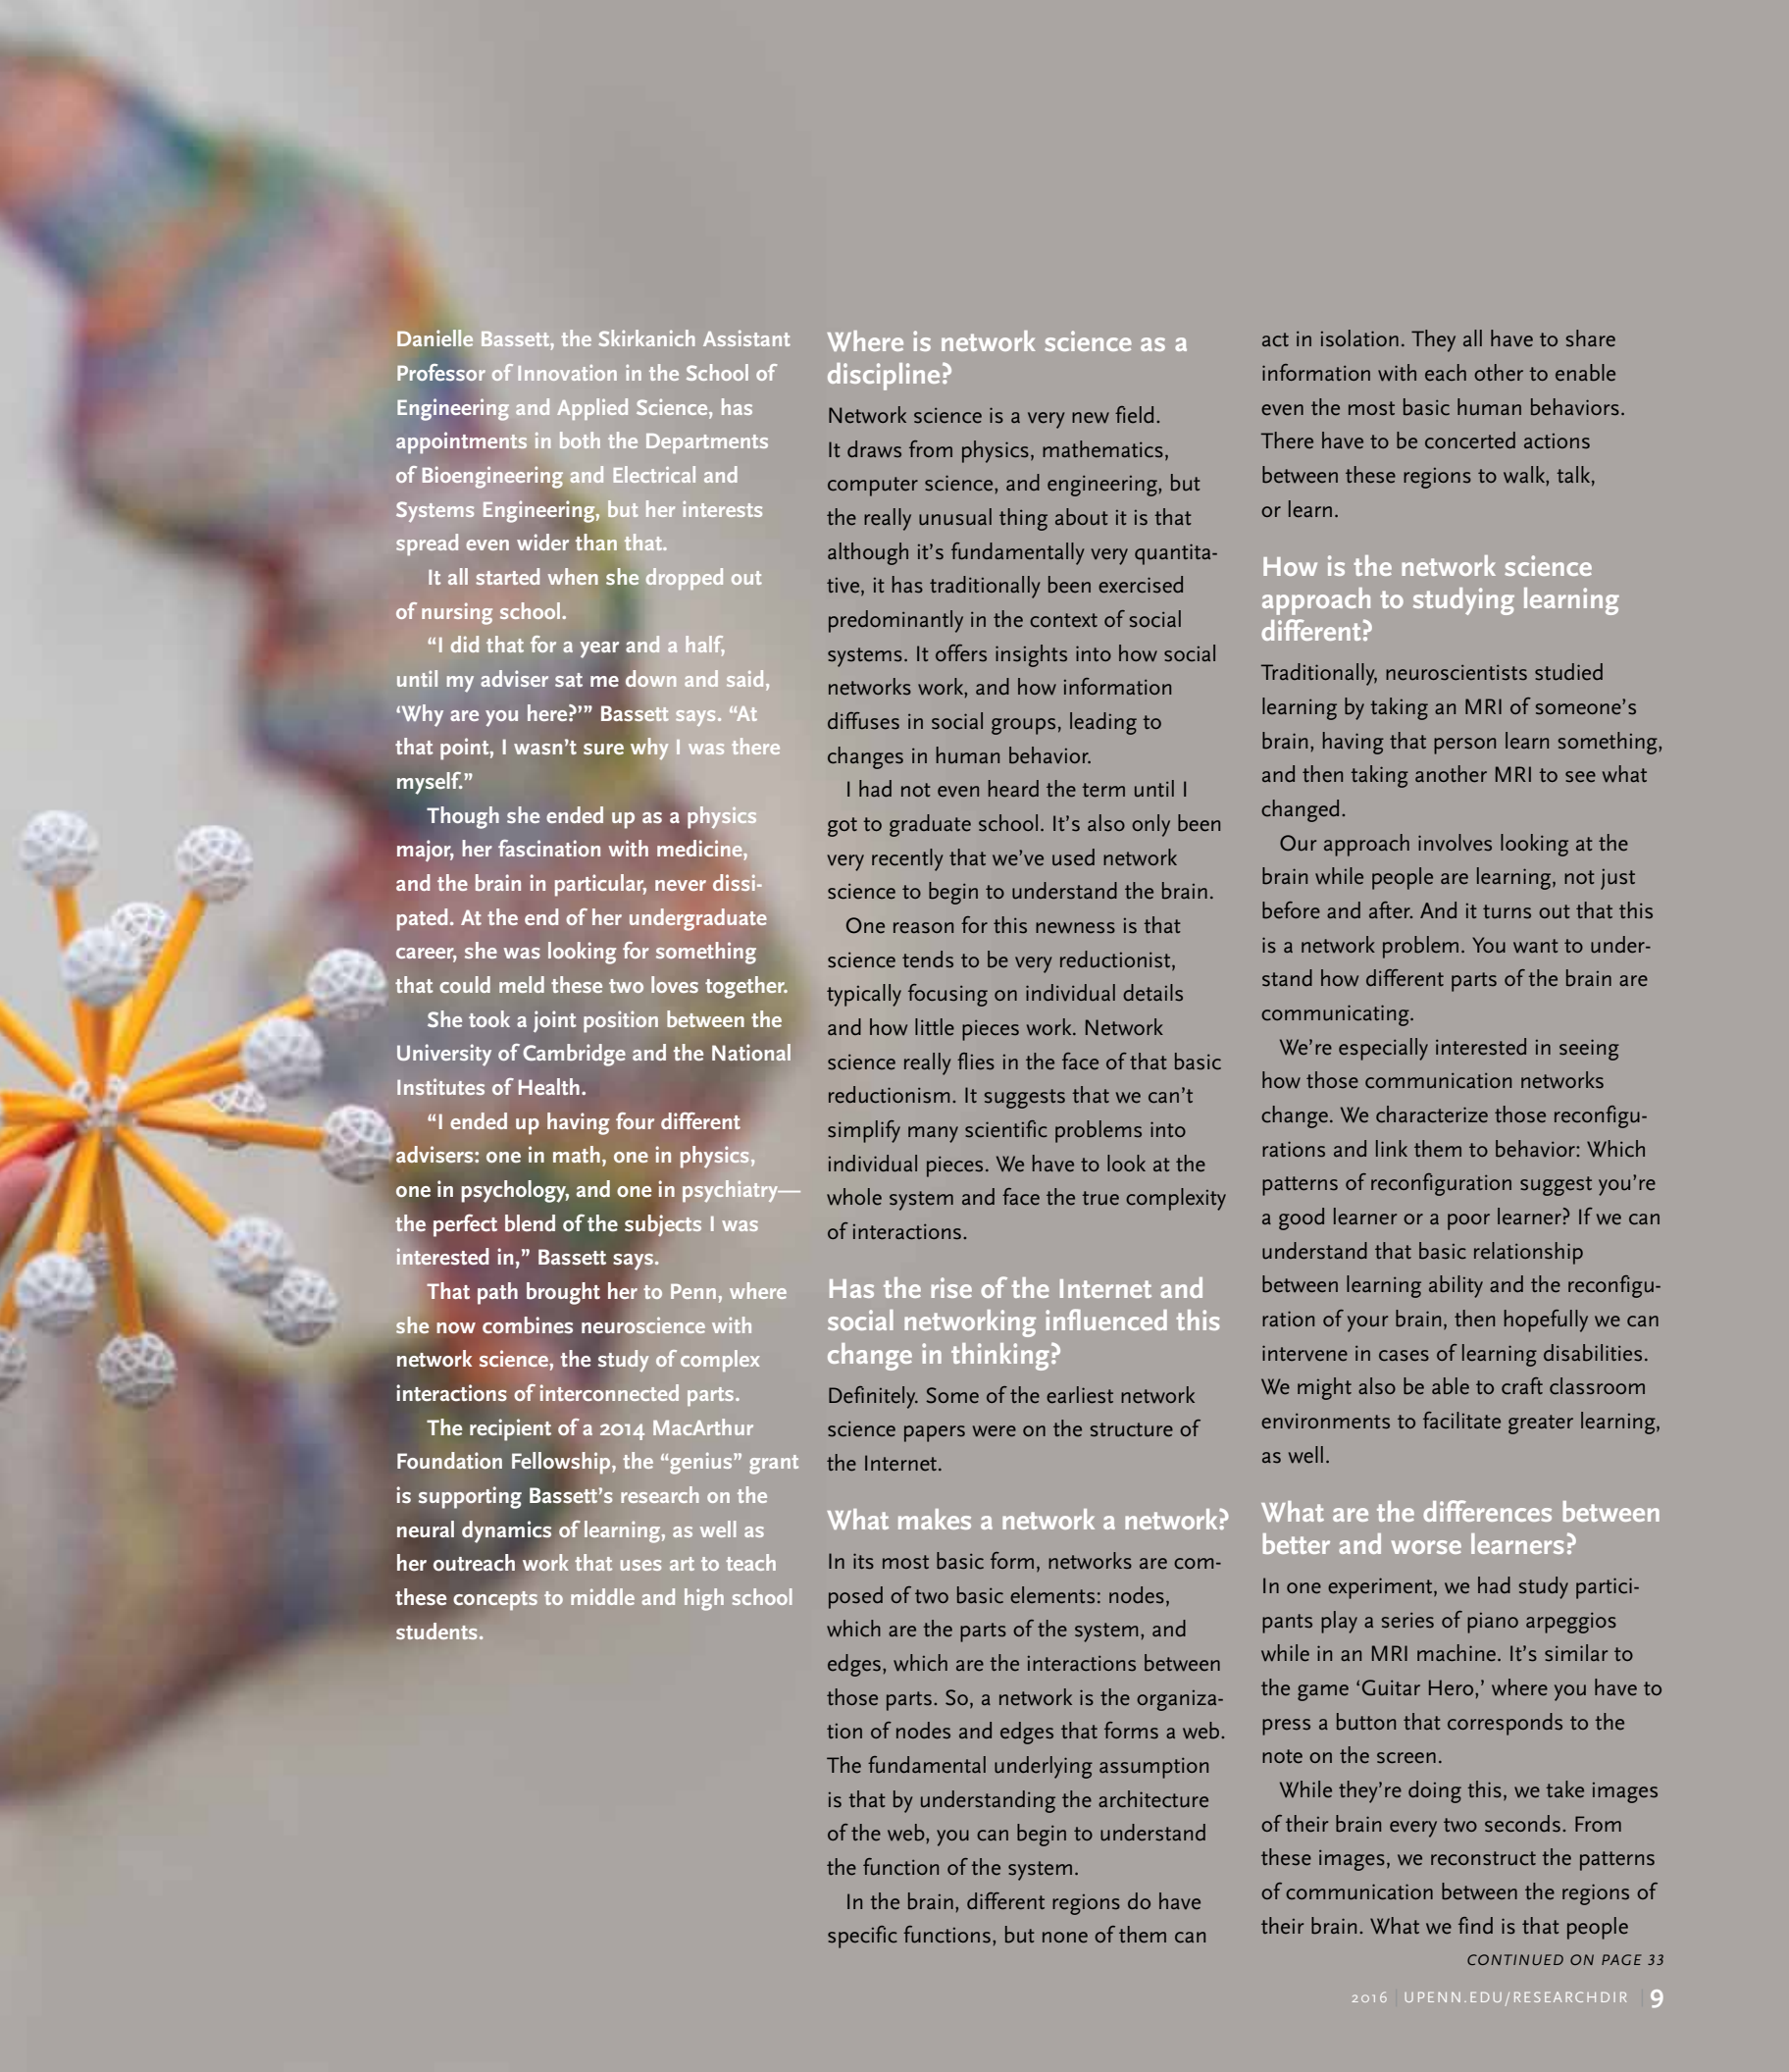 Danielle Bassett, the Skirkanich Assistant
Professor of Innovation in the School of
Engineering and Applied Science, has
appointments in both the Departments
of Bioengineering and Electrical and
Systems Engineering, but her interests
spread even wider than that.
It all started when she dropped out
of nursing school.
“I did that for a year and a half,
until my adviser sat me down and said,
‘Why are you here?’” Bassett says. “At
that point, I wasn’t sure why I was there
myself.”
Though she ended up as a physics
major, her fascination with medicine,
and the brain in particular, never dissi-
pated. At the end of her undergraduate
career, she was looking for something
that could meld these two loves together.
She took a joint position between the
University of Cambridge and the National
Institutes of Health.
“I ended up having four different
advisers: one in math, one in physics,
one in psychology, and one in psychiatry—
the perfect blend of the subjects I was
interested in,” Bassett says.
That path brought her to Penn, where
she now combines neuroscience with
network science, the study of complex
interactions of interconnected parts.
The recipient of a 2014 MacArthur
Foundation Fellowship, the “genius” grant
is supporting Bassett’s research on the
neural dynamics of learning, as well as
her outreach work that uses art to teach
these concepts to middle and high school
students.
Where is network science as a
discipline?
Network science is a very new field.
It draws from physics, mathematics,
computer science, and engineering, but
the really unusual thing about it is that
although it’s fundamentally very quantita-
tive, it has traditionally been exercised
predominantly in the context of social
systems. It offers insights into how social
networks work, and how information
diffuses in social groups, leading to
changes in human behavior.
I had not even heard the term until I
got to graduate school. It’s also only been
very recently that we’ve used network
science to begin to understand the brain.
One reason for this newness is that
science tends to be very reductionist,
typically focusing on individual details
and how little pieces work. Network
science really flies in the face of that basic
reductionism. It suggests that we can’t
simplify many scientific problems into
individual pieces. We have to look at the
whole system and face the true complexity
of interactions.
Has the rise of the Internet and
social networking influenced this
change in thinking?
Definitely. Some of the earliest network
science papers were on the structure of
the Internet.
What makes a network a network?
In its most basic form, networks are com-
posed of two basic elements: nodes,
which are the parts of the system, and
edges, which are the interactions between
those parts. So, a network is the organiza-
tion of nodes and edges that forms a web.
The fundamental underlying assumption
is that by understanding the architecture
of the web, you can begin to understand
the function of the system.
In the brain, different regions do have
specific functions, but none of them can
act in isolation. They all have to share
information with each other to enable
even the most basic human behaviors.
There have to be concerted actions
between these regions to walk, talk,
or learn.
How is the network science
approach to studying learning
different?
Traditionally, neuroscientists studied
learning by taking an MRI of someone’s
brain, having that person learn something,
and then taking another MRI to see what
changed.
Our approach involves looking at the
brain while people are learning, not just
before and after. And it turns out that this
is a network problem. You want to under-
stand how different parts of the brain are
communicating.
We’re especially interested in seeing
how those communication networks
change. We characterize those reconfigu-
rations and link them to behavior: Which
patterns of reconfiguration suggest you’re
a good learner or a poor learner? If we can
understand that basic relationship
between learning ability and the reconfigu-
ration of your brain, then hopefully we can
intervene in cases of learning disabilities.
We might also be able to craft classroom
environments to facilitate greater learning,
as well.
What are the differences between
better and worse learners?
In one experiment, we had study partici-
pants play a series of piano arpeggios
while in an MRI machine. It’s similar to
the game ‘Guitar Hero,’ where you have to
press a button that corresponds to the
note on the screen.
While they’re doing this, we take images
of their brain every two seconds. From
these images, we reconstruct the patterns
of communication between the regions of
their brain. What we find is that people
CONTINUED ON PAGE 33
2016 | UPENN.EDU/RESEARCHDIR | 9